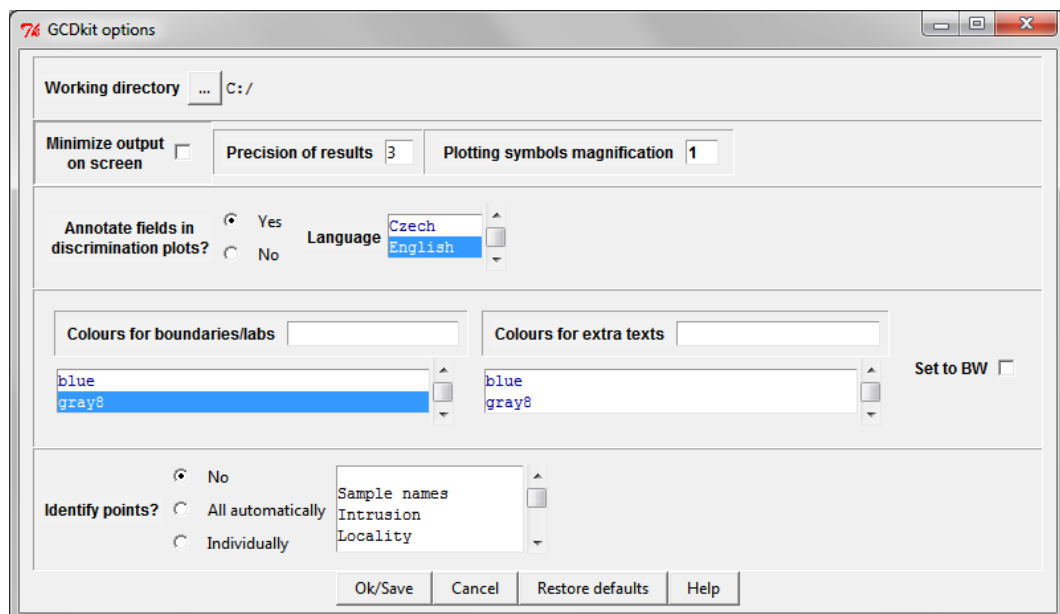 GCDkit options
Working directory ... C:/
Minimize output
on screen
Precision of results 3
Plotting symbols magnification 1
Annotate fields in
discrimination plots?
Yes
No
Language
Czech
English
Colours for boundaries/labs
blue
gray8
Colours for extra texts
blue
gray8
Set to BW
Identify points?
No
All automatically
Individually
Sample names
Intrusion
Locality
Ok/Save Cancel Restore defaults Help